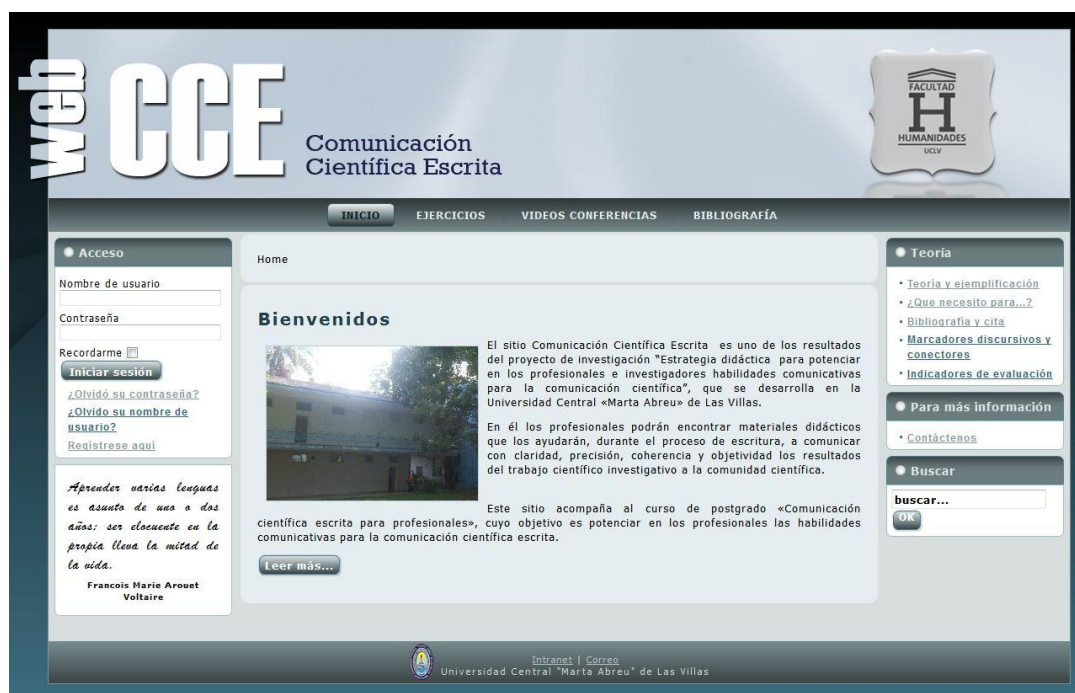 web CCE
Comunicación
Científica Escrita
FACULTAD
H
HUMANIDADES
UCLV
INICIO EJERCICIOS VIDEOS CONFERENCIAS BIBLIOGRAFÍA
Acceso
Nombre de usuario
Contraseña
Recordarme
Iniciar sesión
¿Olvidó su contraseña?
¿Olvido su nombre de
usuario?
Registrese aqui
Aprender varias lenguas
es asunto de uno o dos
años; ser elocuente en la
propia lleva la mitad de
la vida.
Francois Marie Arouet
Voltaire
Home
Bienvenidos
El sitio Comunicación Científica Escrita es uno de los resultados
del proyecto de investigación "Estrategia didáctica para potenciar
en los profesionales e investigadores habilidades comunicativas
para la comunicación científica", que se desarrolla en la
Universidad Central «Marta Abreu» de Las Villas.
En él los profesionales podrán encontrar materiales didácticos
que los ayudarán, durante el proceso de escritura, a comunicar
con claridad, precisión, coherencia y objetividad los resultados
del trabajo científico investigativo a la comunidad científica.
Este sitio acompaña al curso de postgrado «Comunicación
científica escrita para profesionales», cuyo objetivo es potenciar en los profesionales las habilidades
comunicativas para la comunicación científica escrita.
Leer más...
Teoría
Teoría y ejemplificación
¿Que necesito para...?
Bibliografía y cita
Marcadores discursivos y
conectores
Indicadores de evaluación
Para más información
Contáctenos
Buscar
buscar...
OK
Intranet | Correo
Universidad Central "Marta Abreu" de Las Villas